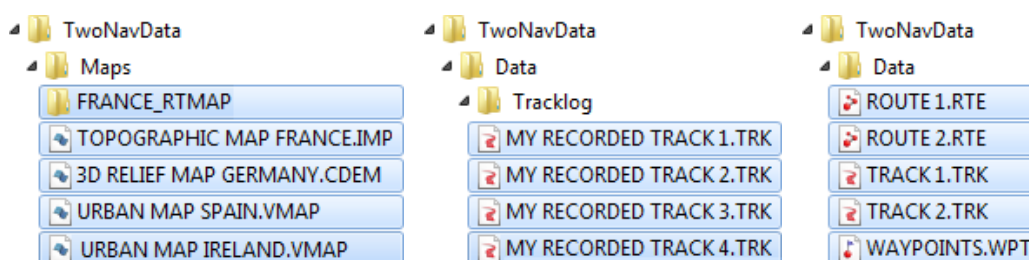 TwoNavData
Maps
FRANCE_RTMAP
TOPOGRAPHIC MAP FRANCE.IMP
3D RELIEF MAP GERMANY.CDEM
URBAN MAP SPAIN.VMAP
URBAN MAP IRELAND.VMAP
TwoNavData
Data
Tracklog
MY RECORDED TRACK 1.TRK
MY RECORDED TRACK 2.TRK
MY RECORDED TRACK 3.TRK
MY RECORDED TRACK 4.TRK
TwoNavData
Data
ROUTE 1.RTE
ROUTE 2.RTE
TRACK 1.TRK
TRACK 2.TRK
WAYPOINTS.WPT